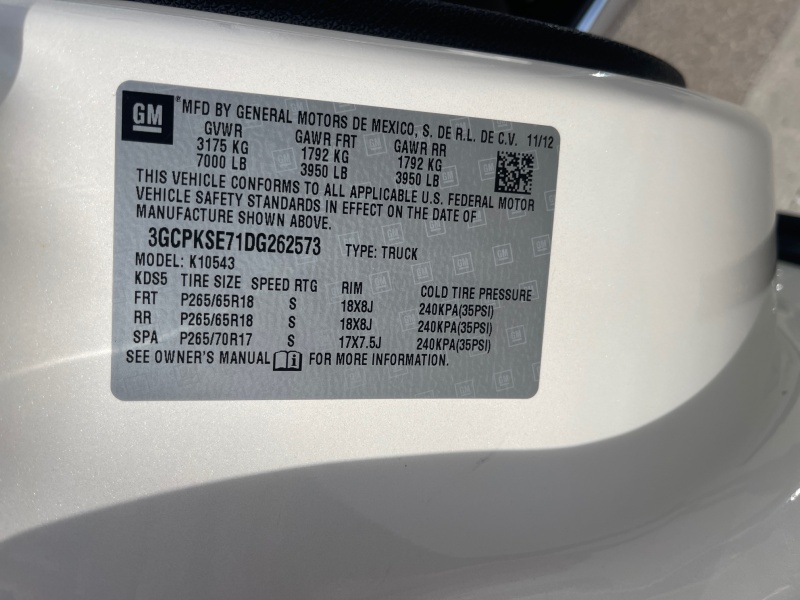 GM
® MFD BY GENERAL MOTORS DE MEXICO, S. DE R.L. DE C.V. 11/12
GVWR GAWR FRT GAWR RR
3175 KG 1792 KG 1792 KG
7000 LB 3950 LB 3950 LB
THIS VEHICLE CONFORMS TO ALL APPLICABLE U.S. FEDERAL MOTOR
VEHICLE SAFETY STANDARDS IN EFFECT ON THE DATE OF
MANUFACTURE SHOWN ABOVE.
3GCPKSE71DG262573 TYPE: TRUCK
MODEL: K10543
KDS5 TIRE SIZE SPEED RTG RIM COLD TIRE PRESSURE
FRT P265/65R18 S 18X8J 240KPA(35PSI)
RR P265/65R18 S 18X8J 240KPA(35PSI)
SPA P265/70R17 S 17X7.5J 240KPA(35PSI)
SEE OWNER'S MANUAL i FOR MORE INFORMATION.